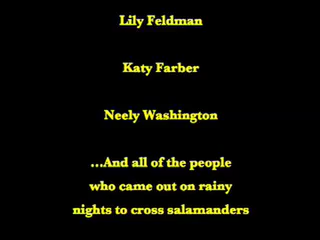 Lily Feldman
Katy Farber
Neely Washington
...And all of the people
who came out on rainy
nights to cross salamanders